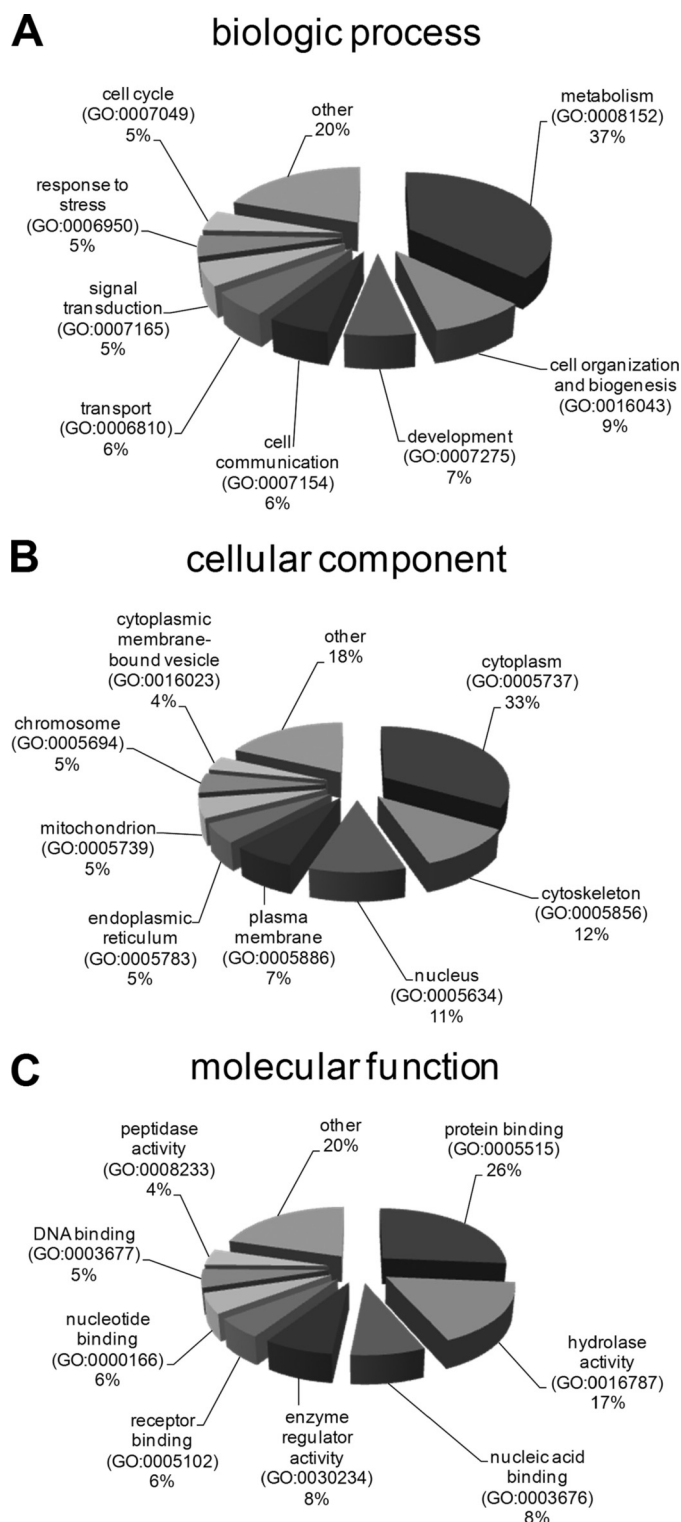 A
biologic process
cell cycle
(GO:0007049)
5%
other
20%
metabolism
(GO:0008152)
37%
response to
stress
(GO:0006950)
5%
signal
transduction
(GO:0007165)
5%
transport
(GO:0006810)
6%
cell
communication
(GO:0007154)
6%
development
(GO:0007275)
7%
cell organization
and biogenesis
(GO:0016043)
9%
B
cellular component
cytoplasmic
membrane-
bound vesicle
(GO:0016023)
4%
other
18%
cytoplasm
(GO:0005737)
33%
chromosome
(GO:0005694)
5%
mitochondrion
(GO:0005739)
5%
endoplasmic
reticulum
(GO:0005783)
5%
plasma
membrane
(GO:0005886)
7%
nucleus
(GO:0005634)
11%
cytoskeleton
(GO:0005856)
12%
C
molecular function
peptidase
activity
(GO:0008233)
4%
other
20%
protein binding
(GO:0005515)
26%
DNA binding
(GO:0003677)
5%
nucleotide
binding
(GO:0000166)
6%
receptor
binding
(GO:0005102)
6%
enzyme
regulator
activity
(GO:0030234)
8%
nucleic acid
binding
(GO:0003676)
8%
hydrolase
activity
(GO:0016787)
17%